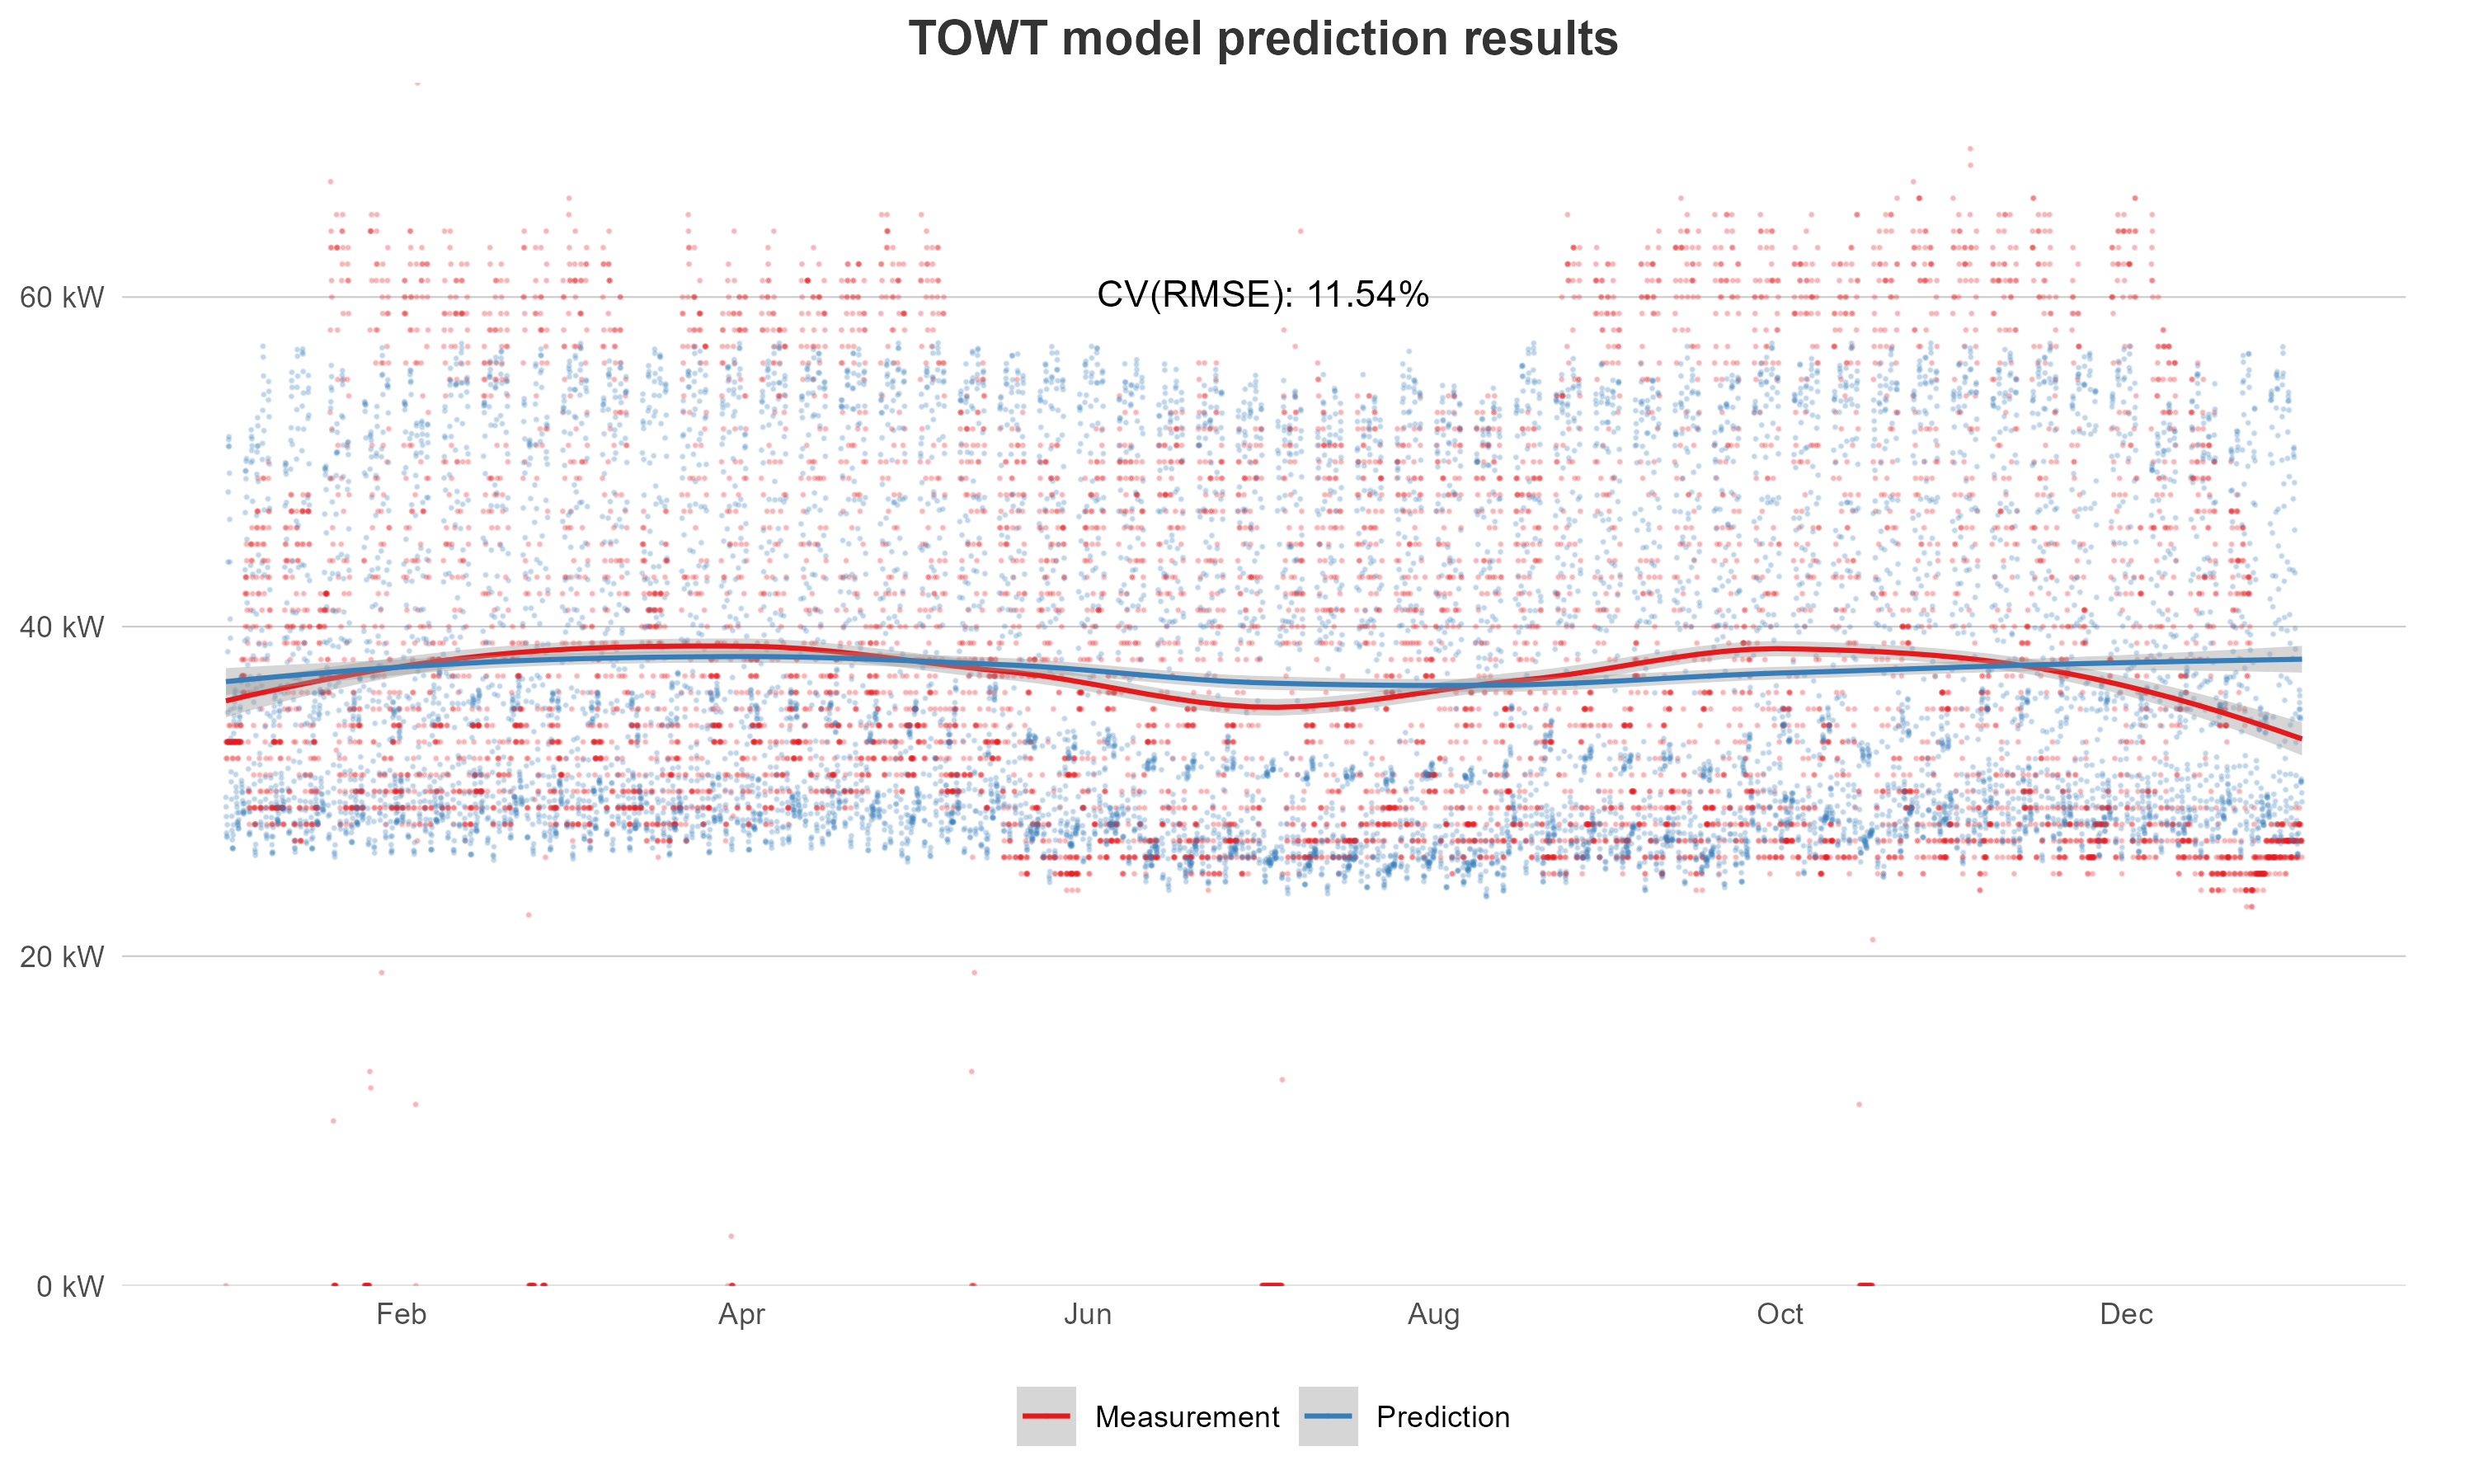 TOWT model prediction results
CV(RMSE): 11.54%
60 kW
40 kW
20 kW
0 kW
Feb Apr Jun Aug Oct Dec
Measurement Prediction